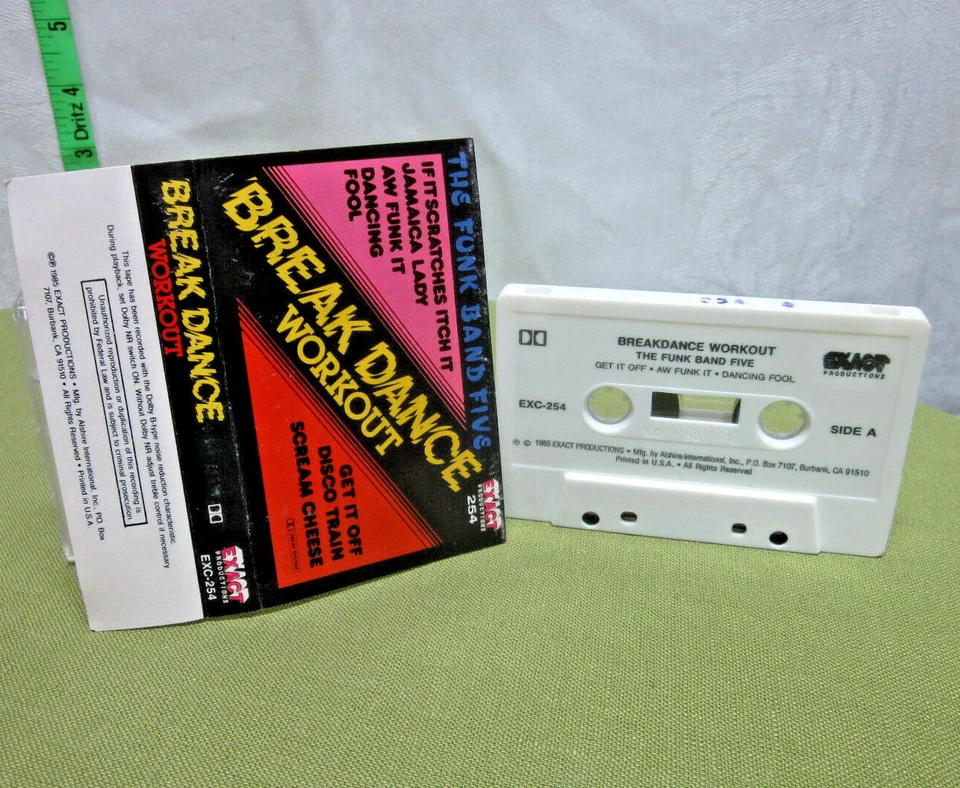 5
3 Dritz 4
This tape has been recorded with the Dolby B-type noise reduction characteristic.
During playback, set Dolby NR switch ON. Without Dolby NR adjust treble control if necessary.
Unauthorized reproduction or duplication of this recording is
prohibited by Federal Law and is subject to criminal prosecution
©℗ 1985 EXACT PRODUCTIONS • Mfg. by Alshire International, Inc., P.O. Box
7107, Burbank, CA 91510 • All Rights Reserved • Printed in U.S.A.
BREAK DANCE
WORKOUT
EXACT
PRODUCTIONS
EXC-254
THE FUNK BAND FIVE
IF IT SCRATCHES ITCH IT
JAMAICA LADY
AW FUNK IT
DANCING
FOOL
BREAK DANCE
WORKOUT
GET IT OFF
DISCO TRAIN
SCREAM CHEESE
EXACT
PRODUCTIONS
254
254
BREAKDANCE WORKOUT
THE FUNK BAND FIVE
GET IT OFF • AW FUNK IT • DANCING FOOL
EXACT
PRODUCTIONS
EXC-254
SIDE A
℗ © 1985 EXACT PRODUCTIONS • Mfg. by Alshire International, Inc., P.O. Box 7107, Burbank, CA 91510
Printed in U.S.A. • All Rights Reserved